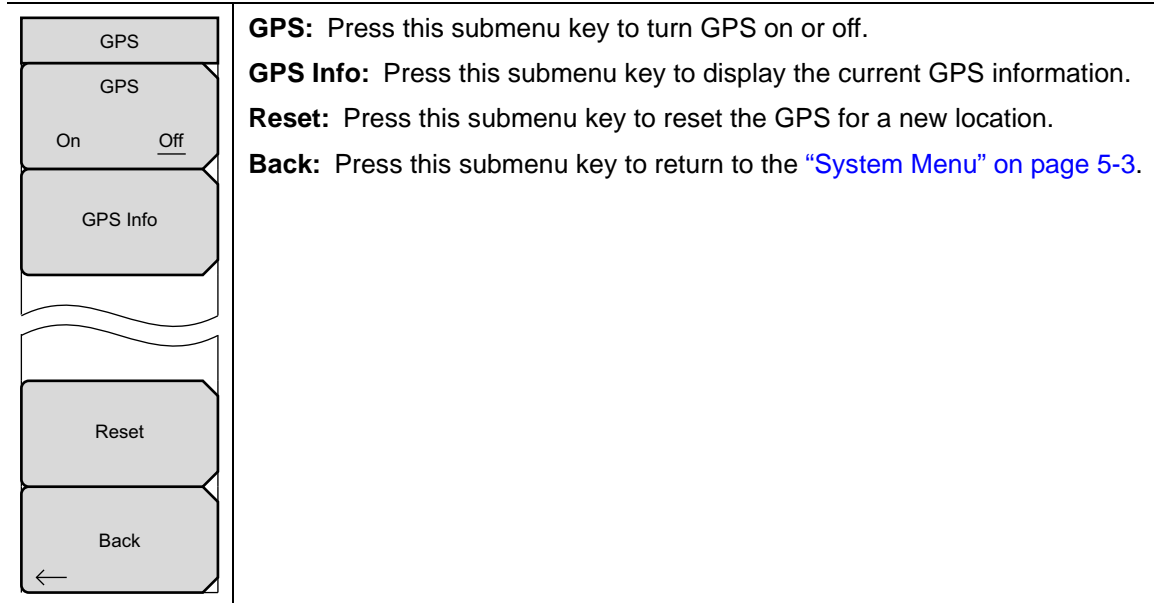 GPS
GPS
On Off
GPS Info
Reset
Back
GPS: Press this submenu key to turn GPS on or off.
GPS Info: Press this submenu key to display the current GPS information.
Reset: Press this submenu key to reset the GPS for a new location.
Back: Press this submenu key to return to the “System Menu” on page 5-3.